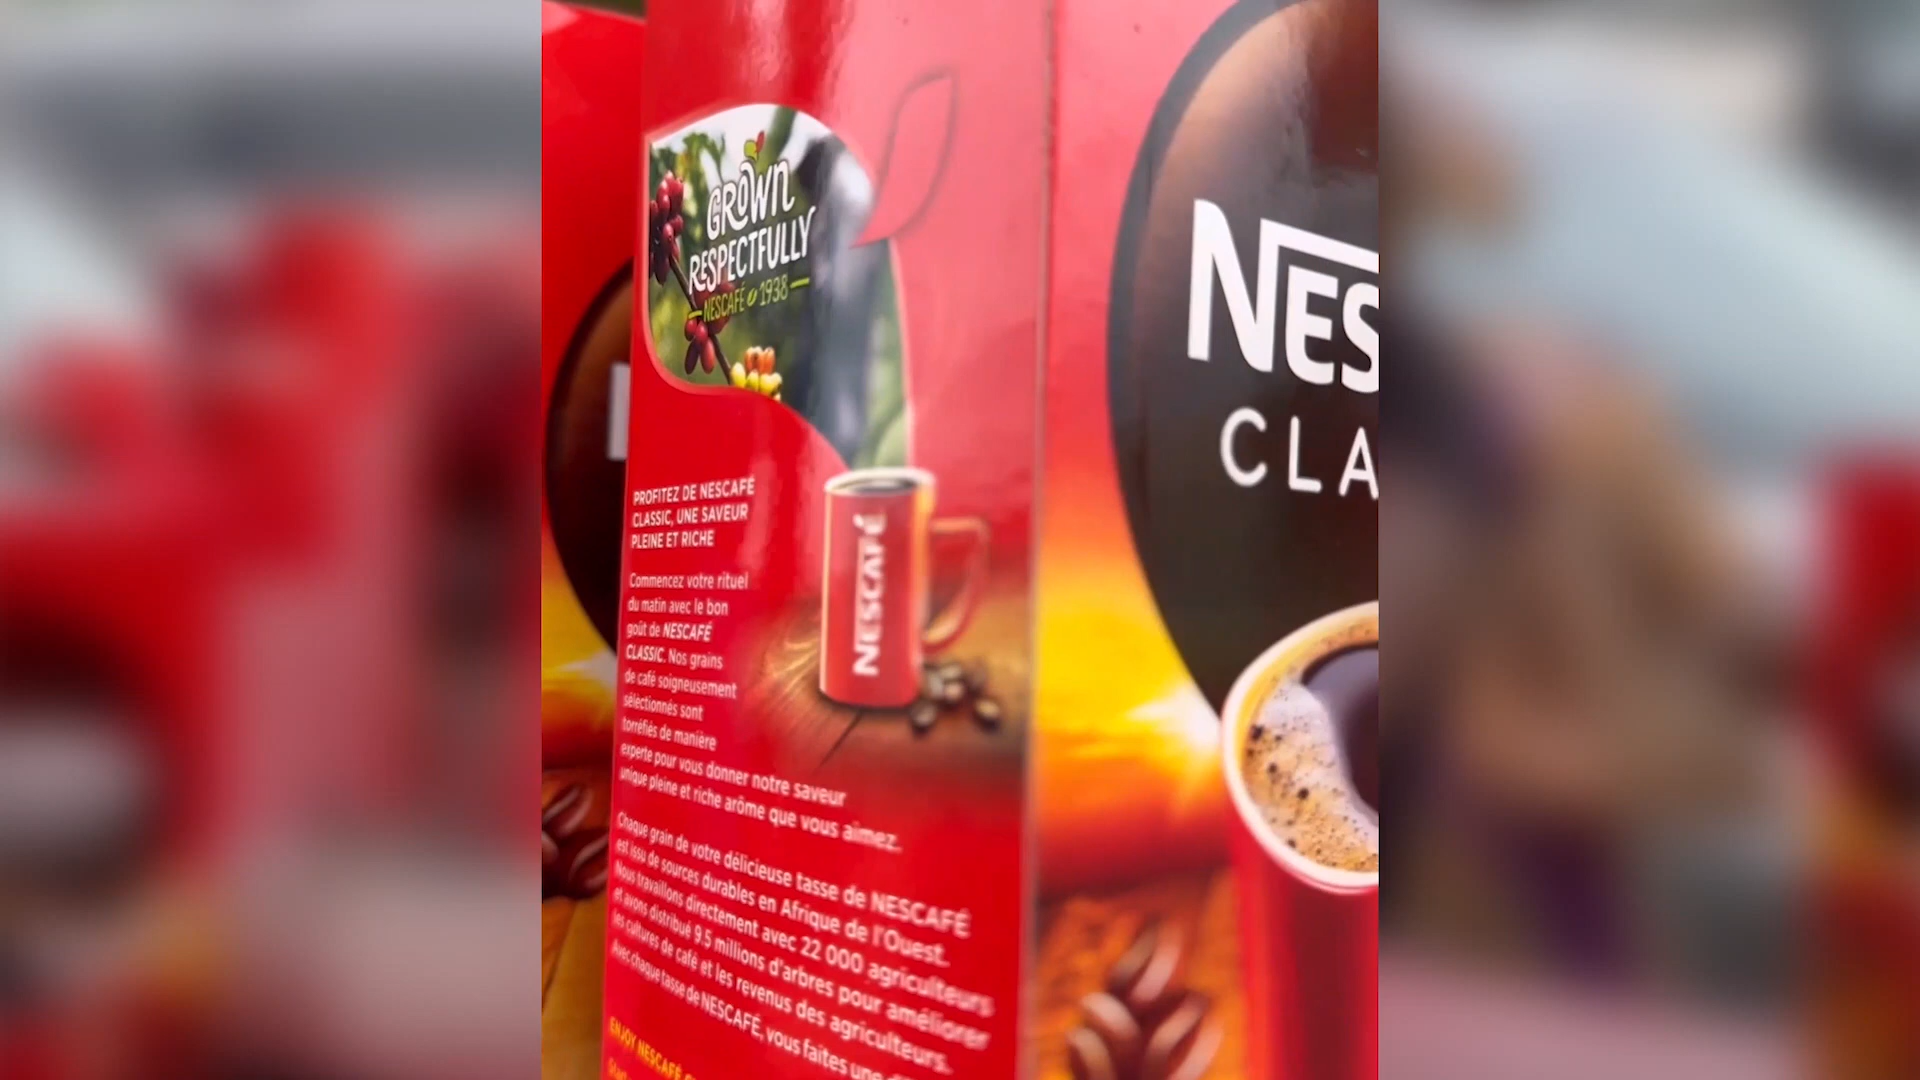 GROWN
RESPECTFULLY
NESCAFÉ 1938
PROFITEZ DE NESCAFÉ
CLASSIC, UNE SAVEUR
PLEINE ET RICHE
NESCAFÉ
Commencez votre rituel
du matin avec le bon
goût de NESCAFÉ
CLASSIC. Nos grains
de café soigneusement
sélectionnés sont
torréfiés de manière
experte pour vous donner notre saveur
unique pleine et riche arôme que vous aimez.
Chaque grain de votre délicieuse tasse de NESCAFÉ
est issu de sources durables en Afrique de l'Ouest.
Nous travaillons directement avec 22 000 agriculteurs
et avons distribué 9.5 millions d'arbres pour améliorer
les cultures de café et les revenus des agriculteurs.
Avec chaque tasse de NESCAFÉ, vous faites une
ENJOY NESCAFÉ
NES
CLA